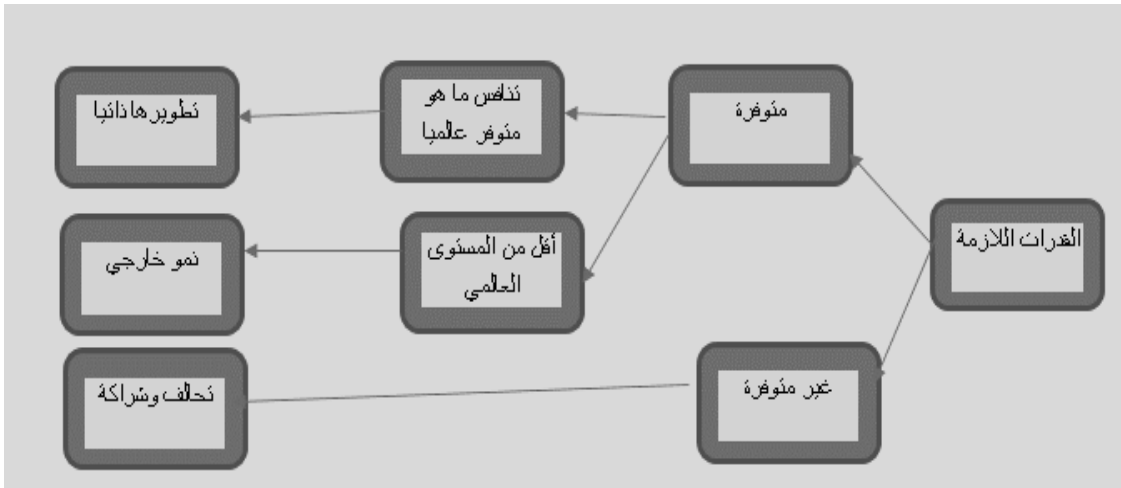 القدرات اللازمة
متوفرة
تنافس ما هو
متوفر عالميا
تطويرها ذاتيا
أقل من المستوى
العالمي
نمو خارجي
غير متوفرة
تحالف وشراكة